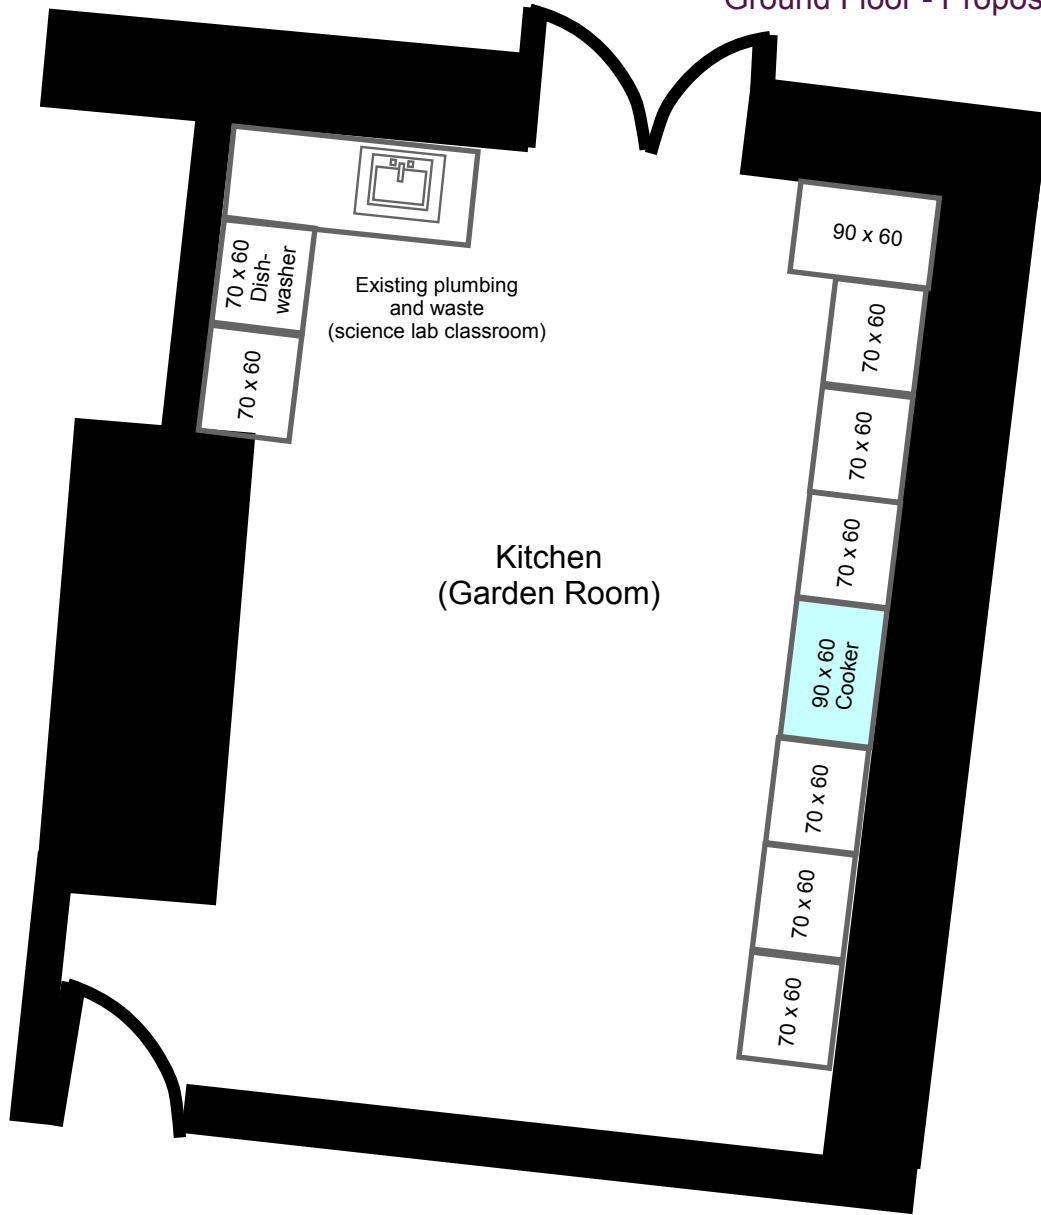 Ground Floor - Propos
90 x 60
70 x 60
Dish-
washer
Existing plumbing
and waste
(science lab classroom)
70 x 60
70 x 60
70 x 60
70 x 60
Kitchen
(Garden Room)
90 x 60
Cooker
70 x 60
70 x 60
70 x 60